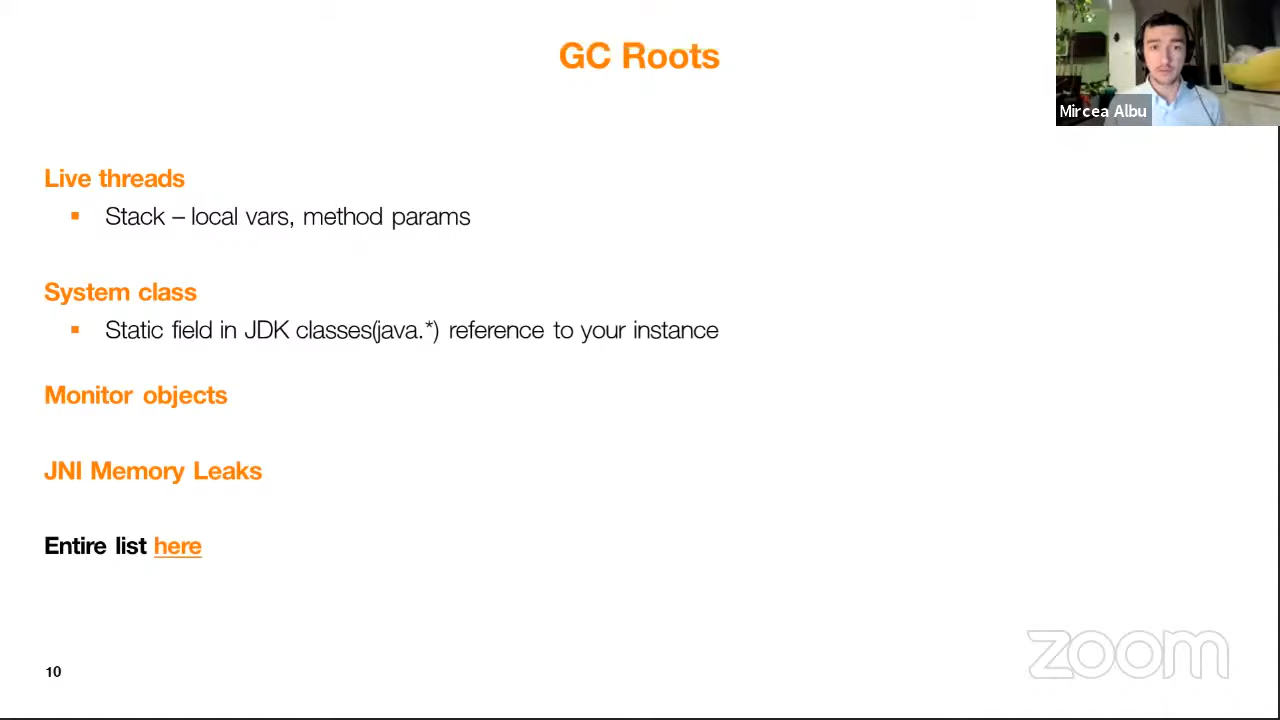 GC Roots
Mircea Albu
Live threads
▪ Stack – local vars, method params
System class
▪ Static field in JDK classes(java.*) reference to your instance
Monitor objects
JNI Memory Leaks
Entire list here
zoom
10